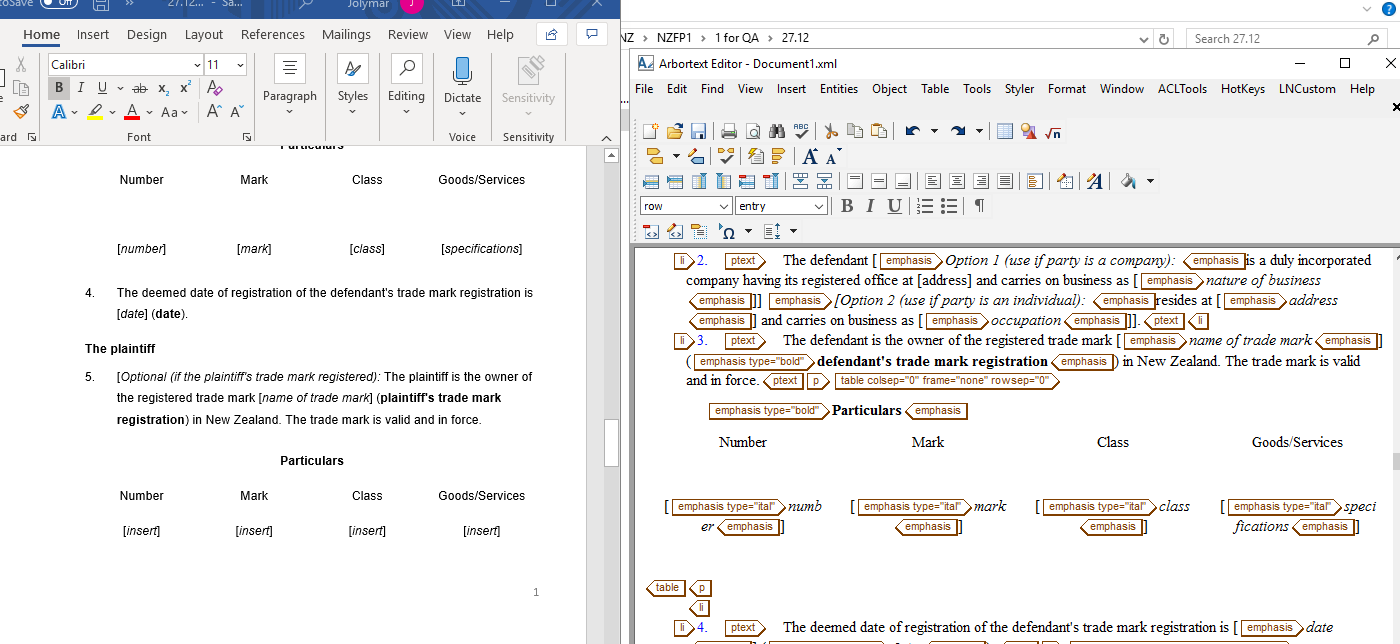 toSave Off 27.12... - Sa... Jolymar J
Home Insert Design Layout References Mailings Review View Help
Calibri 11
B I U ab x₂ x² A
A A Aa A A
Paragraph Styles Editing Dictate Sensitivity
ard Font Voice Sensitivity
Particulars
Number Mark Class Goods/Services
[number] [mark] [class] [specifications]
4. The deemed date of registration of the defendant's trade mark registration is
[date] (date).
The plaintiff
5. [Optional (if the plaintiff's trade mark registered): The plaintiff is the owner of
the registered trade mark [name of trade mark] (plaintiff's trade mark
registration) in New Zealand. The trade mark is valid and in force.
Particulars
Number Mark Class Goods/Services
[insert] [insert] [insert] [insert]
1
NZ > NZFP1 > 1 for QA > 27.12 Search 27.12
Arbortext Editor - Document1.xml
File Edit Find View Insert Entities Object Table Tools Styler Format Window ACLTools HotKeys LNCustom Help
ABC
A A
row entry B I U ¶
Ω
li 2. ptext The defendant [ emphasis Option 1 (use if party is a company): emphasis is a duly incorporated
company having its registered office at [address] and carries on business as [ emphasis nature of business
emphasis ]] emphasis [Option 2 (use if party is an individual): emphasis resides at [ emphasis address
emphasis ] and carries on business as [ emphasis occupation emphasis ]]. ptext li
li 3. ptext The defendant is the owner of the registered trade mark [ emphasis name of trade mark emphasis ]
( emphasis type="bold" defendant's trade mark registration emphasis ) in New Zealand. The trade mark is valid
and in force. ptext p table colsep="0" frame="none" rowsep="0"
emphasis type="bold" Particulars emphasis
Number Mark Class Goods/Services
[ emphasis type="ital" numb [ emphasis type="ital" mark [ emphasis type="ital" class [ emphasis type="ital" speci
er emphasis ] emphasis ] emphasis ] fications emphasis ]
table p
li
li 4. ptext The deemed date of registration of the defendant's trade mark registration is [ emphasis date